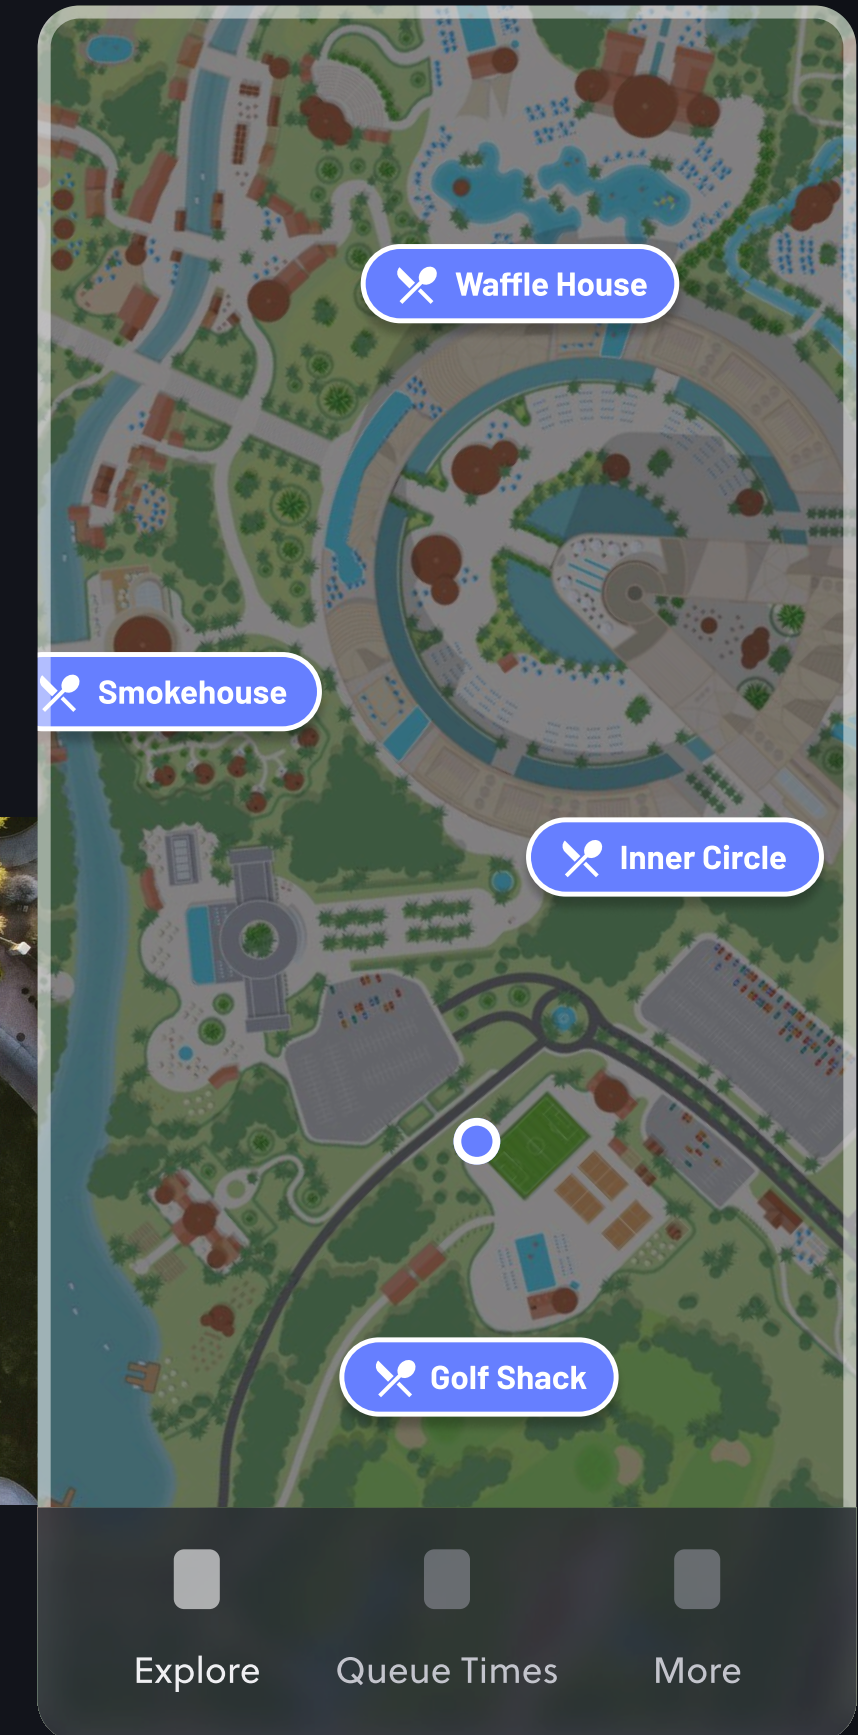 Waffle House
Smokehouse
Inner Circle
Golf Shack
Explore
Queue Times
More